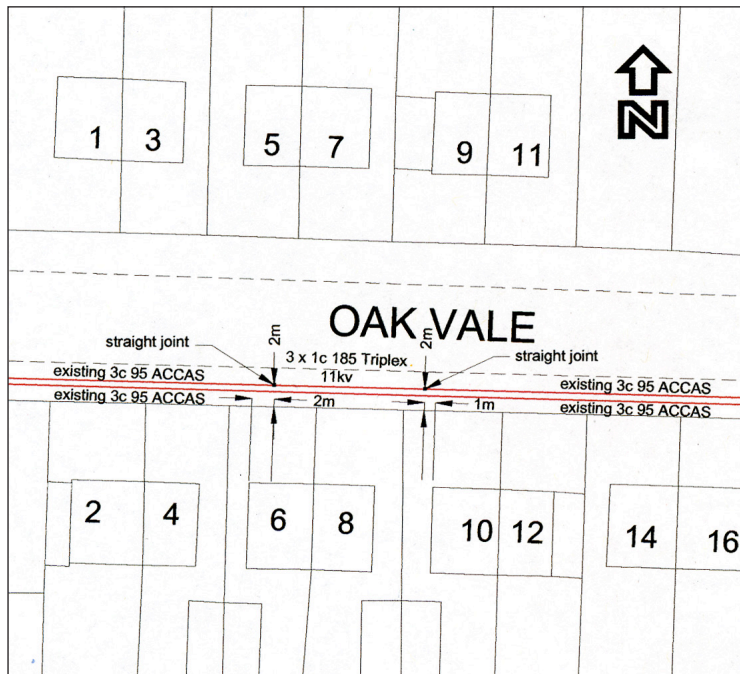 1 3
5 7
9 11
N
OAK VALE
2m
2m
straight joint
3 x 1c 185 Triplex
straight joint
existing 3c 95 ACCAS
11kv
existing 3c 95 ACCAS
existing 3c 95 ACCAS
2m
1m
existing 3c 95 ACCAS
2 4
6 8
10 12
14 16